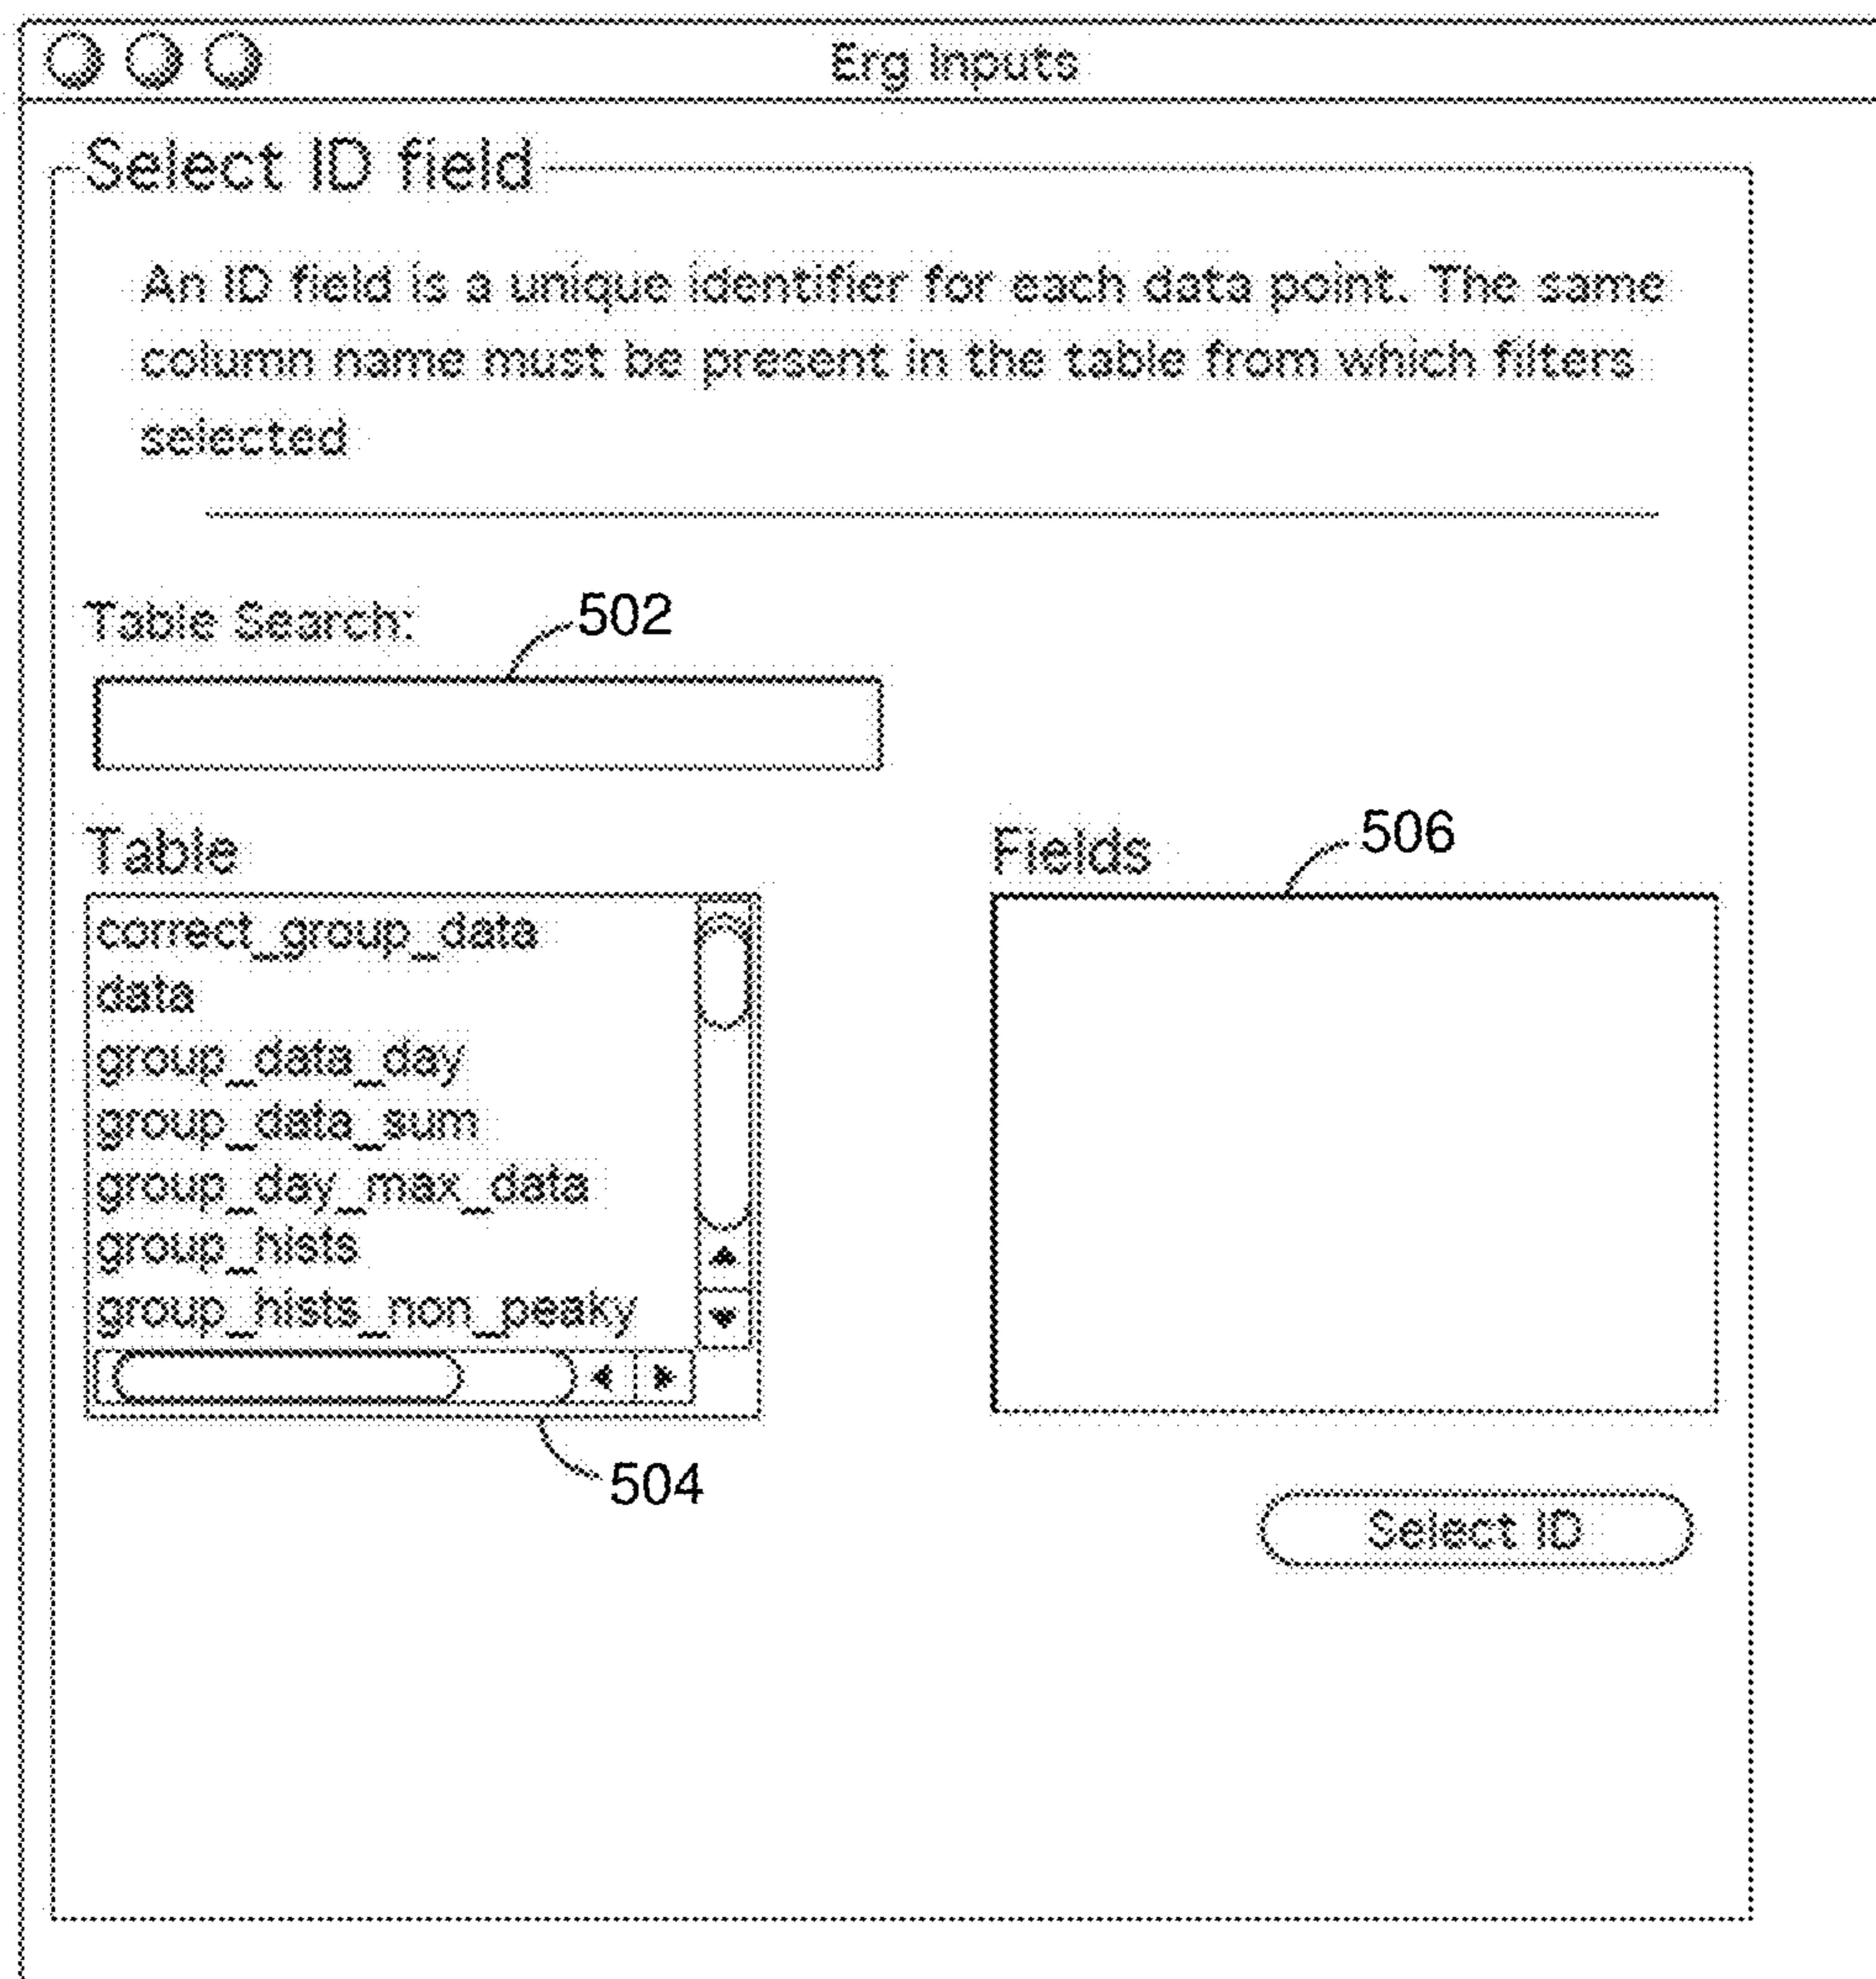 Erg Inputs
Select ID field
An ID field is a unique identifier for each data point. The same
column name must be present in the table from which filters
selected
Table Search:
502
Table
Fields
506
correct_group_data
data
group_data_day
group_data_sum
group_day_max_data
group_hists
group_hists_non_peaky
504
Select ID